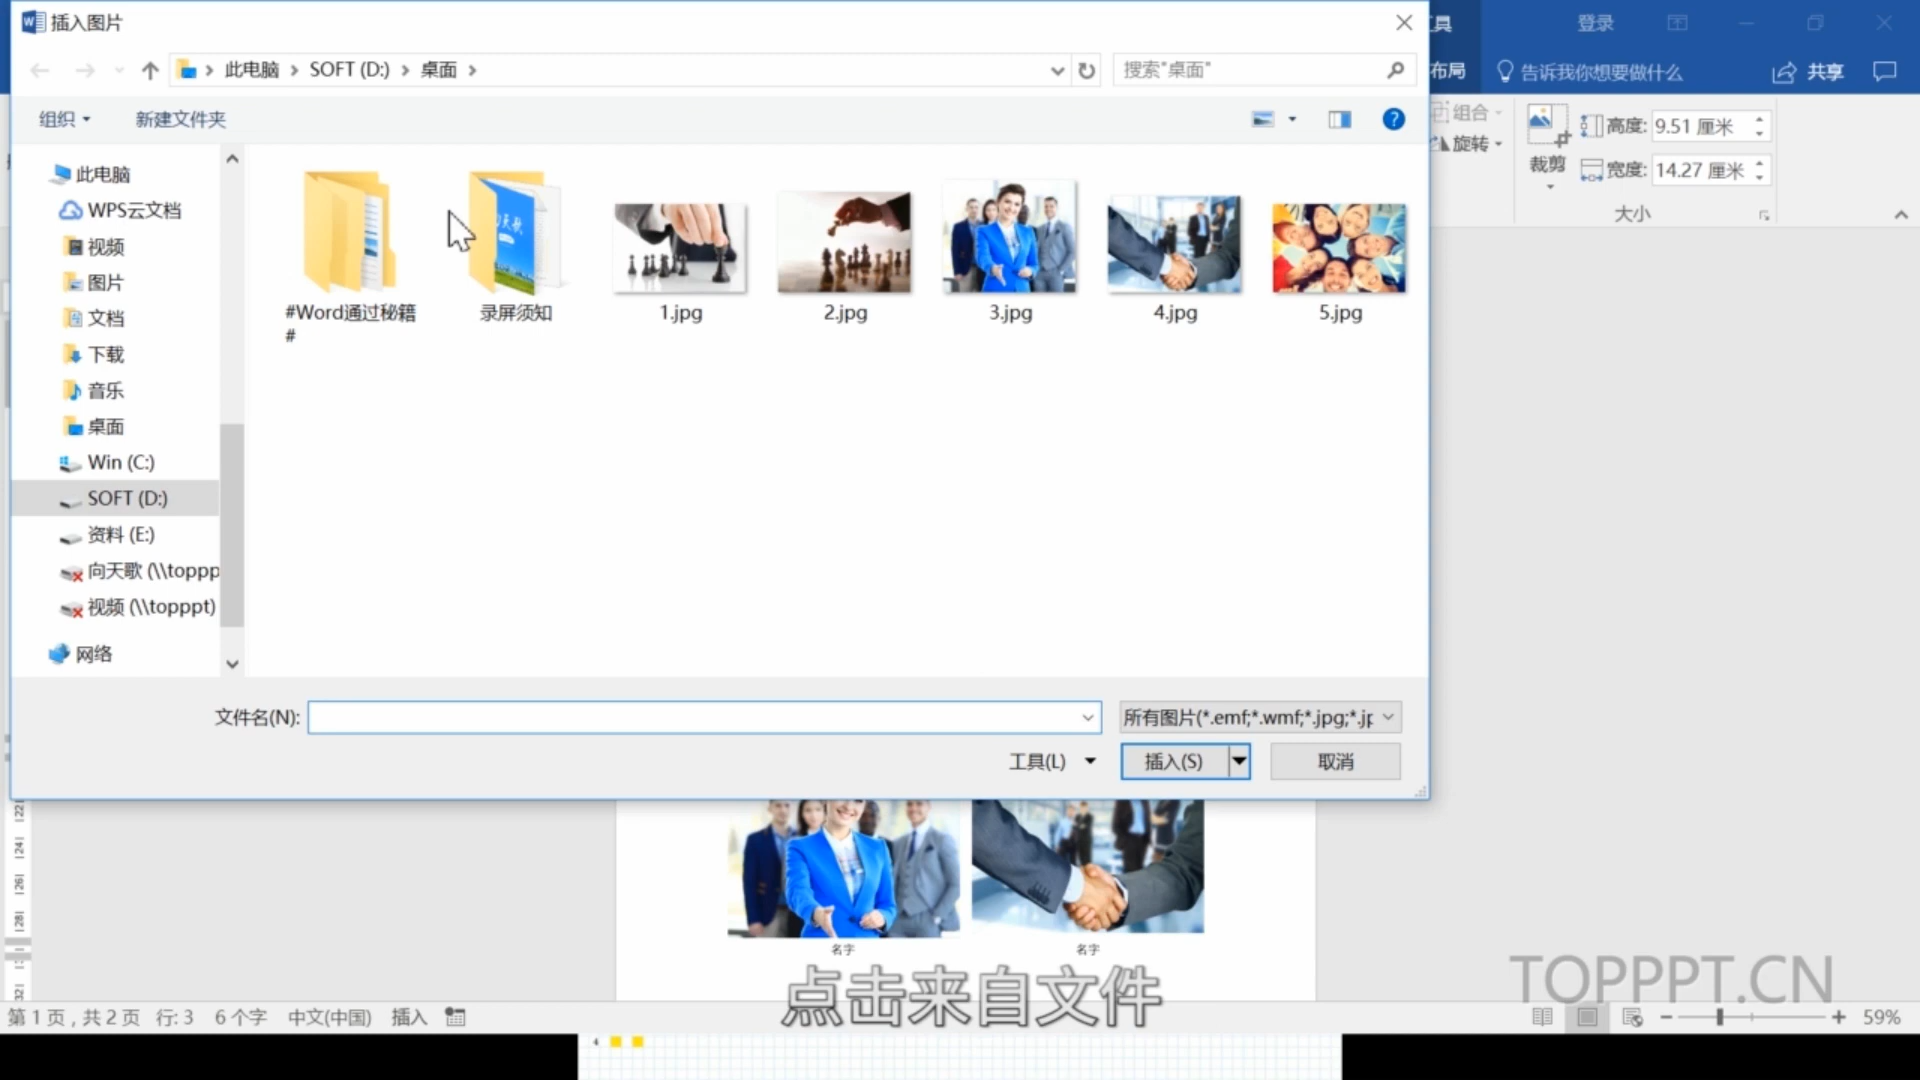 插入图片
具
登录
此电脑 > SOFT (D:) > 桌面 >
搜索"桌面"
布局
告诉我你想要做什么
共享
组织
新建文件夹
组合
旋转
裁剪
高度: 9.51 厘米
宽度: 14.27 厘米
大小
此电脑
WPS云文档
视频
图片
文档
下载
音乐
桌面
Win (C:)
SOFT (D:)
资料 (E:)
向天歌 (\\toppp
视频 (\\topppt)
网络
#Word通过秘籍
#
录屏须知
1.jpg
2.jpg
3.jpg
4.jpg
5.jpg
文件名(N):
所有图片(*.emf;*.wmf;*.jpg;*.jp
工具(L)
插入(S)
取消
22
24
26
28
32
名字
名字
点击来自文件
TOPPPT.CN
第 1 页，共 2 页 行: 3 6 个字 中文(中国) 插入
59%
4